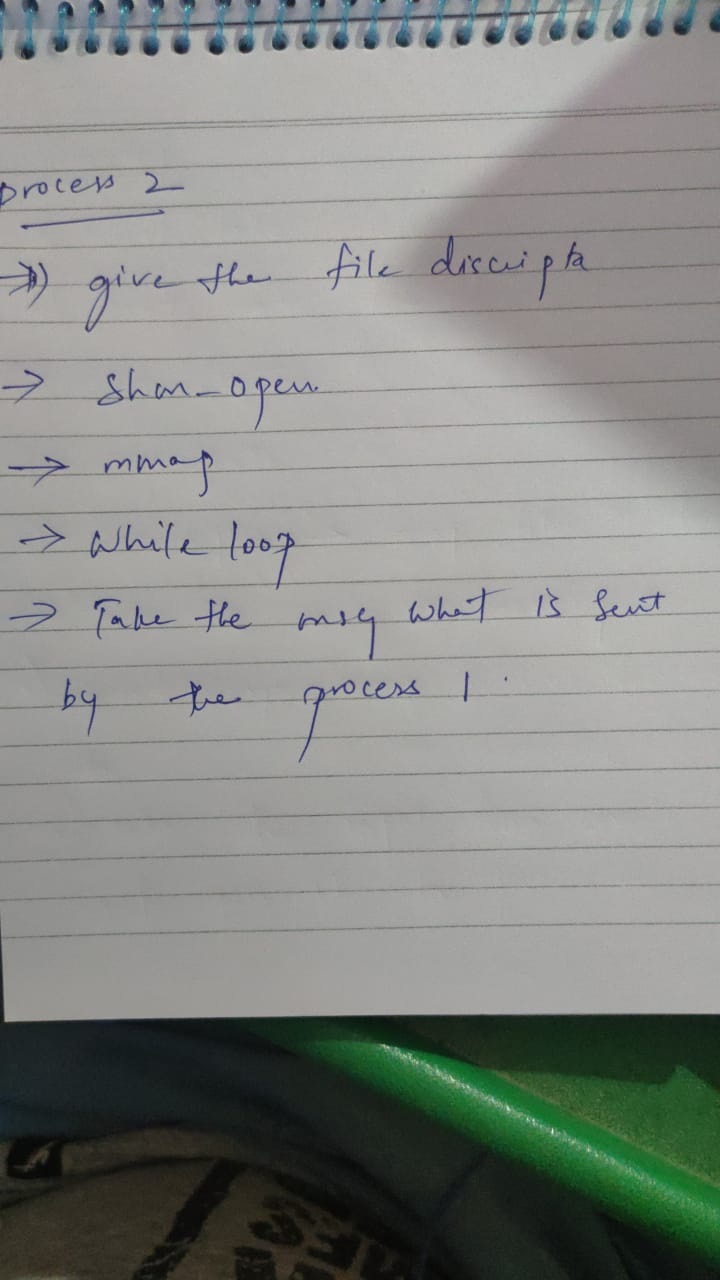 process 2
→ give the file discripta
→ shm_open
→ mmap
→ while loop
→ Take the msg what is sent
by the process 1.